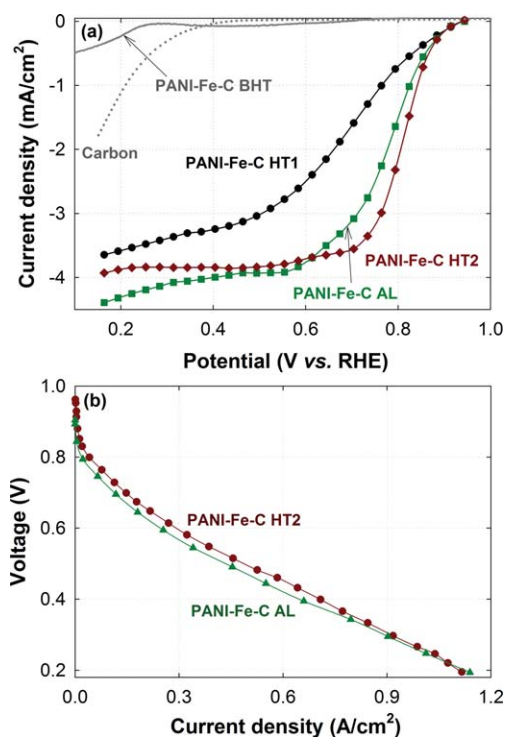 (a)
0
-1
-2
-3
-4
Current density (mA/cm²)
PANI-Fe-C BHT
Carbon
PANI-Fe-C HT1
PANI-Fe-C HT2
PANI-Fe-C AL
0.2 0.4 0.6 0.8 1.0
Potential (V vs. RHE)
(b)
1.0
0.8
0.6
0.4
0.2
Voltage (V)
PANI-Fe-C HT2
PANI-Fe-C AL
0.0 0.3 0.6 0.9 1.2
Current density (A/cm²)